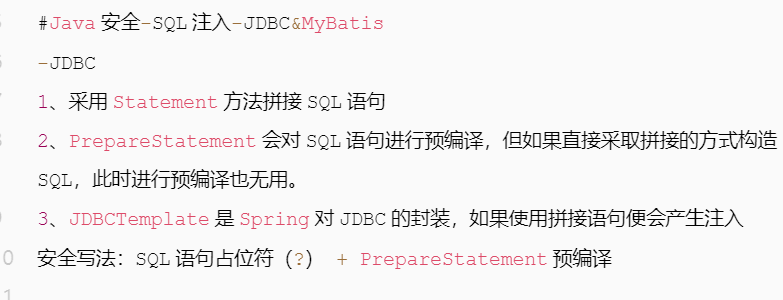 #Java 安全-SQL 注入-JDBC&MyBatis
-JDBC
1、采用 Statement 方法拼接 SQL 语句
2、PrepareStatement 会对 SQL 语句进行预编译，但如果直接采取拼接的方式构造
SQL，此时进行预编译也无用。
3、JDBCTemplate 是 Spring 对 JDBC 的封装，如果使用拼接语句便会产生注入
安全写法：SQL 语句占位符（?） + PrepareStatement 预编译